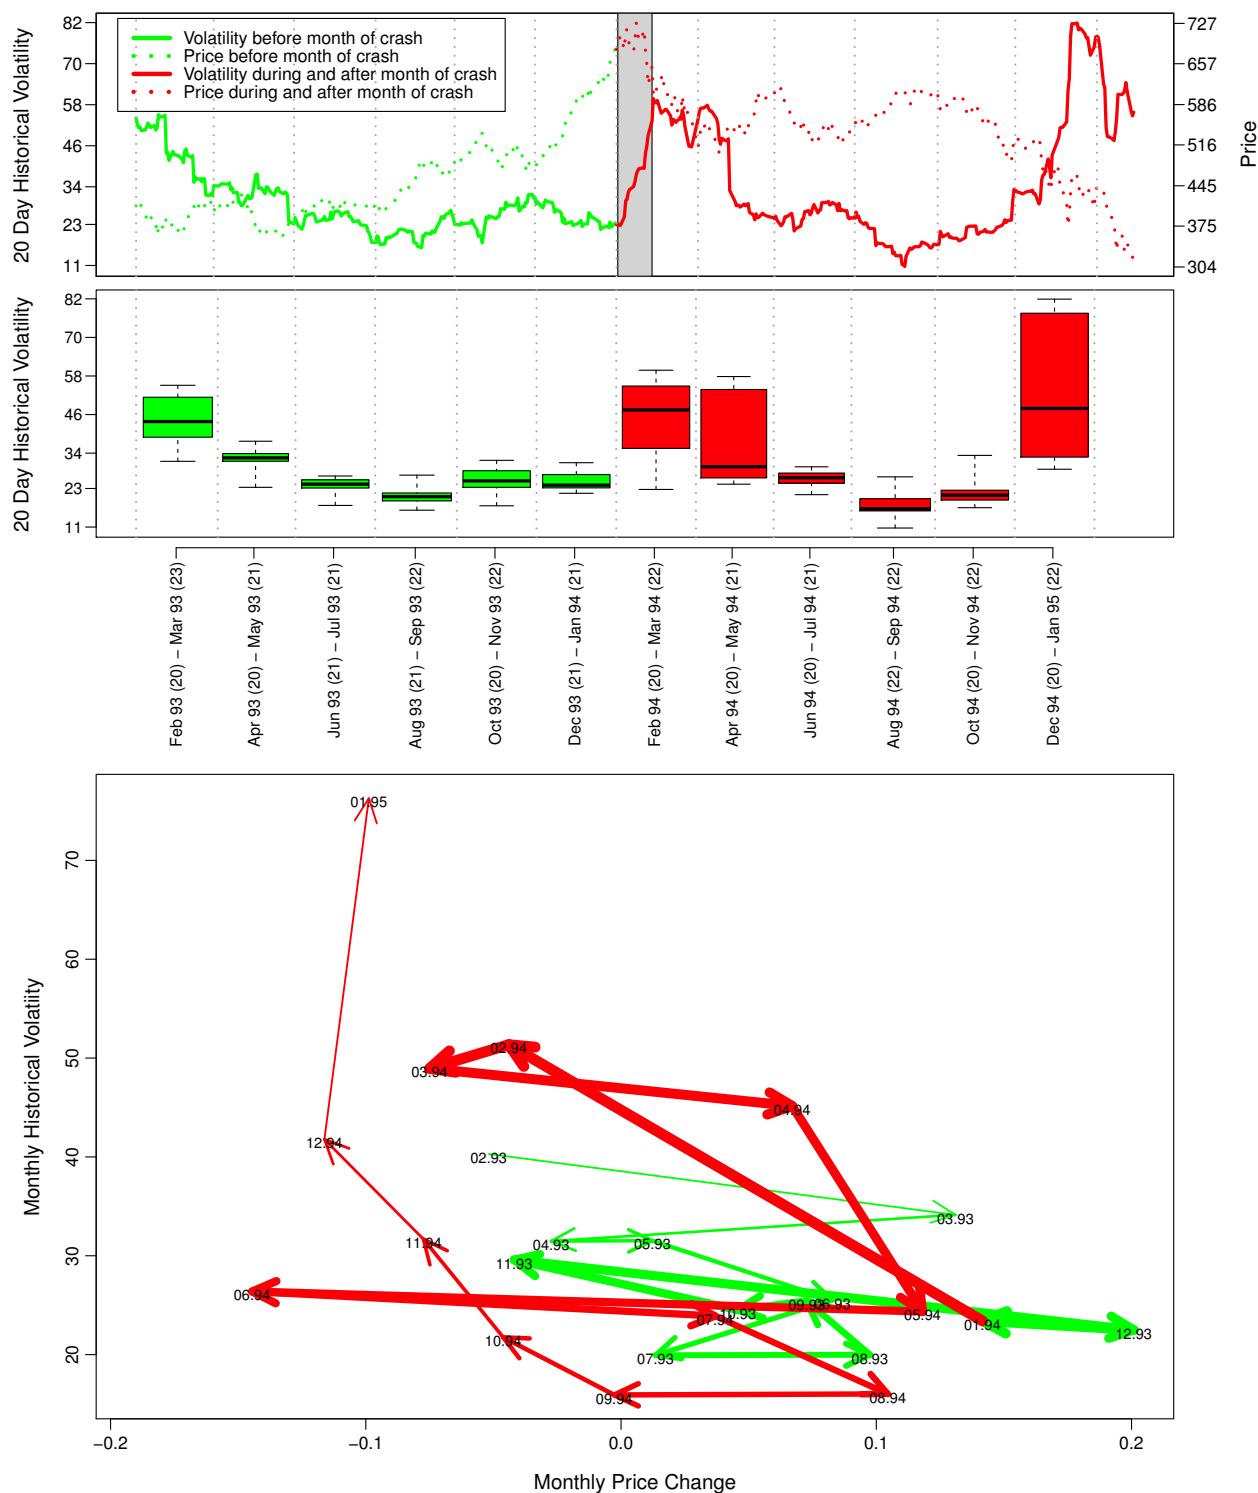 20 Day Historical Volatility
82
70
58
46
34
23
11
Volatility before month of crash
Price before month of crash
Volatility during and after month of crash
Price during and after month of crash
727
657
586
516
445
375
304
Price
20 Day Historical Volatility
82
70
58
46
34
23
11
Feb 93 (20) − Mar 93 (23)
Apr 93 (20) − May 93 (21)
Jun 93 (21) − Jul 93 (21)
Aug 93 (21) − Sep 93 (22)
Oct 93 (20) − Nov 93 (22)
Dec 93 (21) − Jan 94 (21)
Feb 94 (20) − Mar 94 (22)
Apr 94 (20) − May 94 (21)
Jun 94 (20) − Jul 94 (21)
Aug 94 (22) − Sep 94 (22)
Oct 94 (20) − Nov 94 (22)
Dec 94 (20) − Jan 95 (22)
Monthly Historical Volatility
70
60
50
40
30
20
01.95
02.94
03.94
04.94
12.94
02.93
03.93
11.94
04.93
05.93
11.93
06.94
09.93
06.93
10.93
07.94
05.94
01.94
12.93
10.94
07.93
08.93
09.94
08.94
−0.2
−0.1
0.0
0.1
0.2
Monthly Price Change